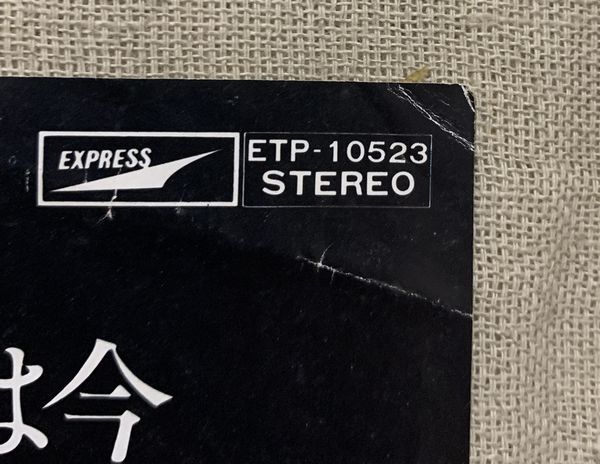 EXPRESS
ETP-10523
STEREO
は今